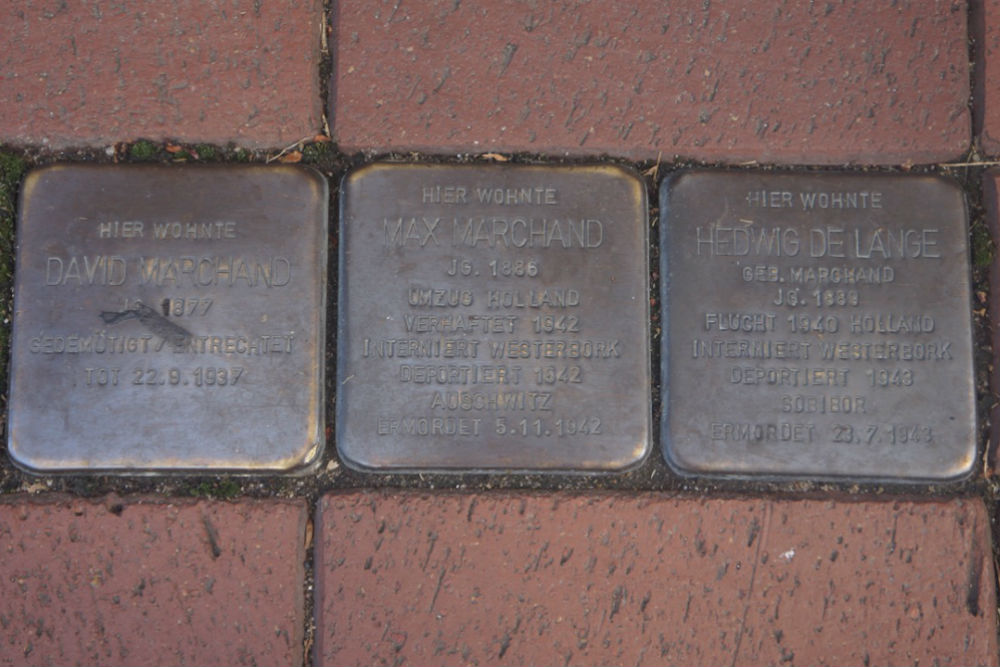 HIER WOHNTE
DAVID MARCHAND
JG. 1877
GEDEMÜTIGT / ENTRECHTET
TOT 22.9.1937
HIER WOHNTE
MAX MARCHAND
JG. 1886
UMZUG HOLLAND
VERHAFTET 1942
INTERNIERT WESTERBORK
DEPORTIERT 1942
AUSCHWITZ
ERMORDET 5.11.1942
HIER WOHNTE
HEDWIG DE LANGE
GEB. MARCHAND
JG.
FLUCHT 1940 HOLLAND
INTERNIERT WESTERBORK
DEPORTIERT 1943
SOBIBOR
ERMORDET 23.7.1943